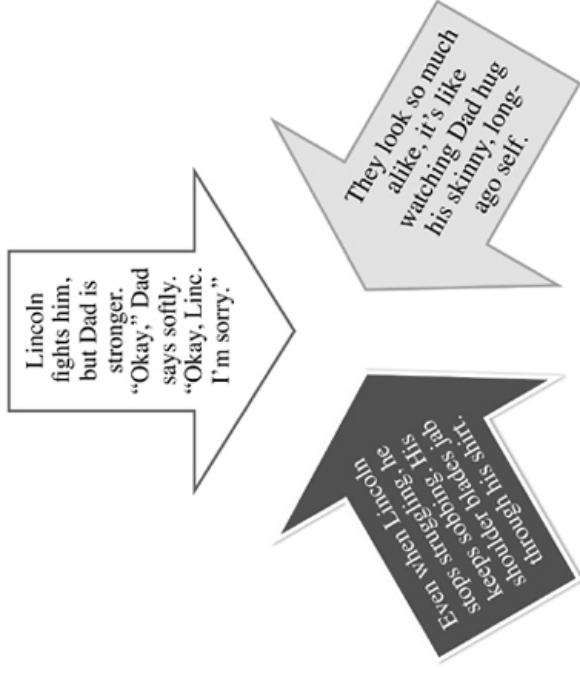 Lincoln
fights him,
but Dad is
stronger.
“Okay,” Dad
says softly.
“Okay, Linc.
I’m sorry.”
Even when Lincoln
stops struggling, he
keeps sobbing. His
shoulder blades jab
through his shirt.
They look so much
alike, it’s like
watching Dad hug
his skinny, long-
ago self.